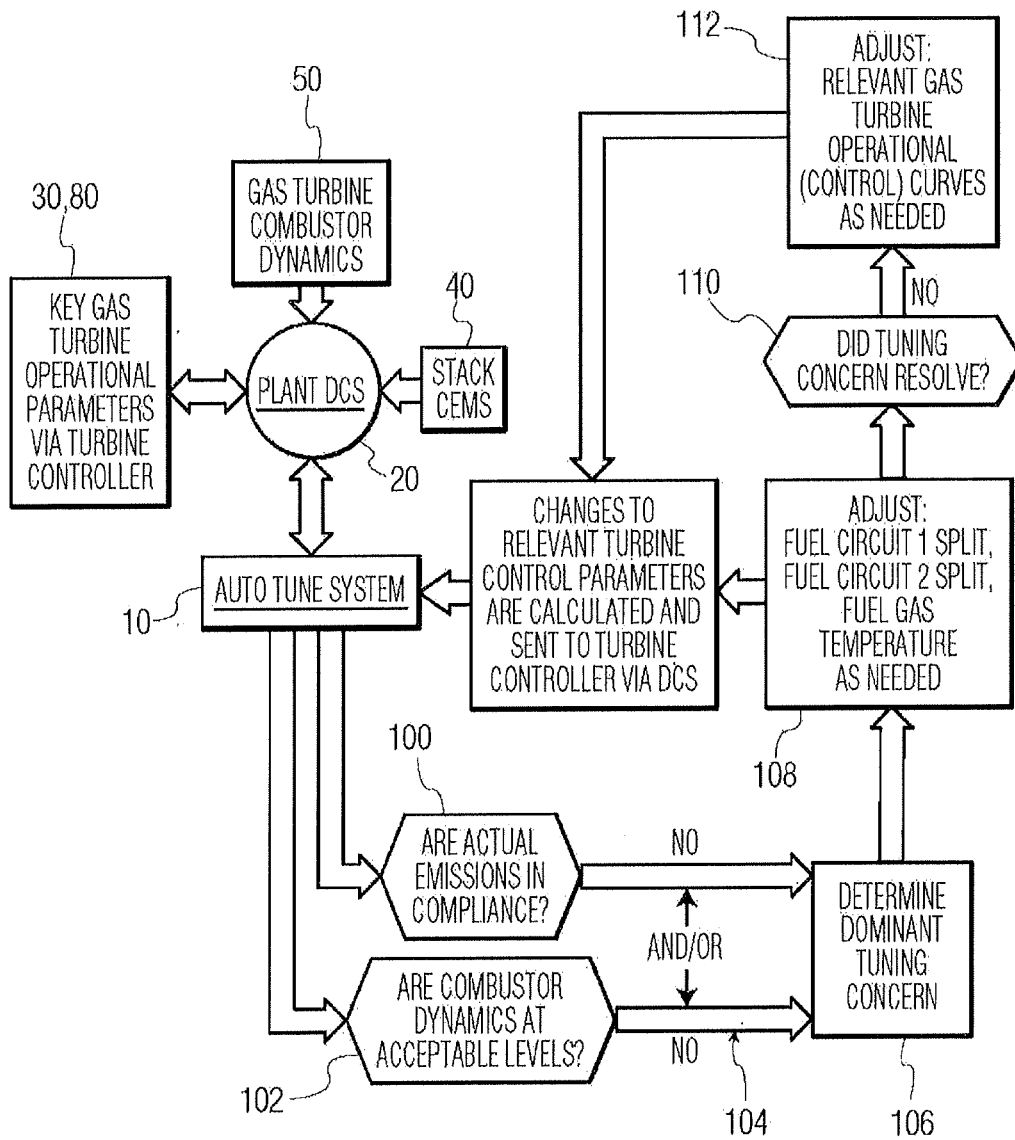 112
ADJUST:
RELEVANT GAS
TURBINE
OPERATIONAL
(CONTROL) CURVES
AS NEEDED
50
GAS TURBINE
COMBUSTOR
DYNAMICS
30,80
KEY GAS
TURBINE
OPERATIONAL
PARAMETERS
VIA TURBINE
CONTROLLER
40
STACK
CEMS
PLANT DCS
20
NO
110
DID TUNING
CONCERN RESOLVE?
10
AUTO TUNE SYSTEM
CHANGES TO
RELEVANT TURBINE
CONTROL PARAMETERS
ARE CALCULATED AND
SENT TO TURBINE
CONTROLLER VIA DCS
ADJUST:
FUEL CIRCUIT 1 SPLIT,
FUEL CIRCUIT 2 SPLIT,
FUEL GAS
TEMPERATURE
AS NEEDED
108
100
ARE ACTUAL
EMISSIONS IN
COMPLIANCE?
NO
AND/OR
ARE COMBUSTOR
DYNAMICS AT
ACCEPTABLE LEVELS?
102
NO
104
DETERMINE
DOMINANT
TUNING
CONCERN
106